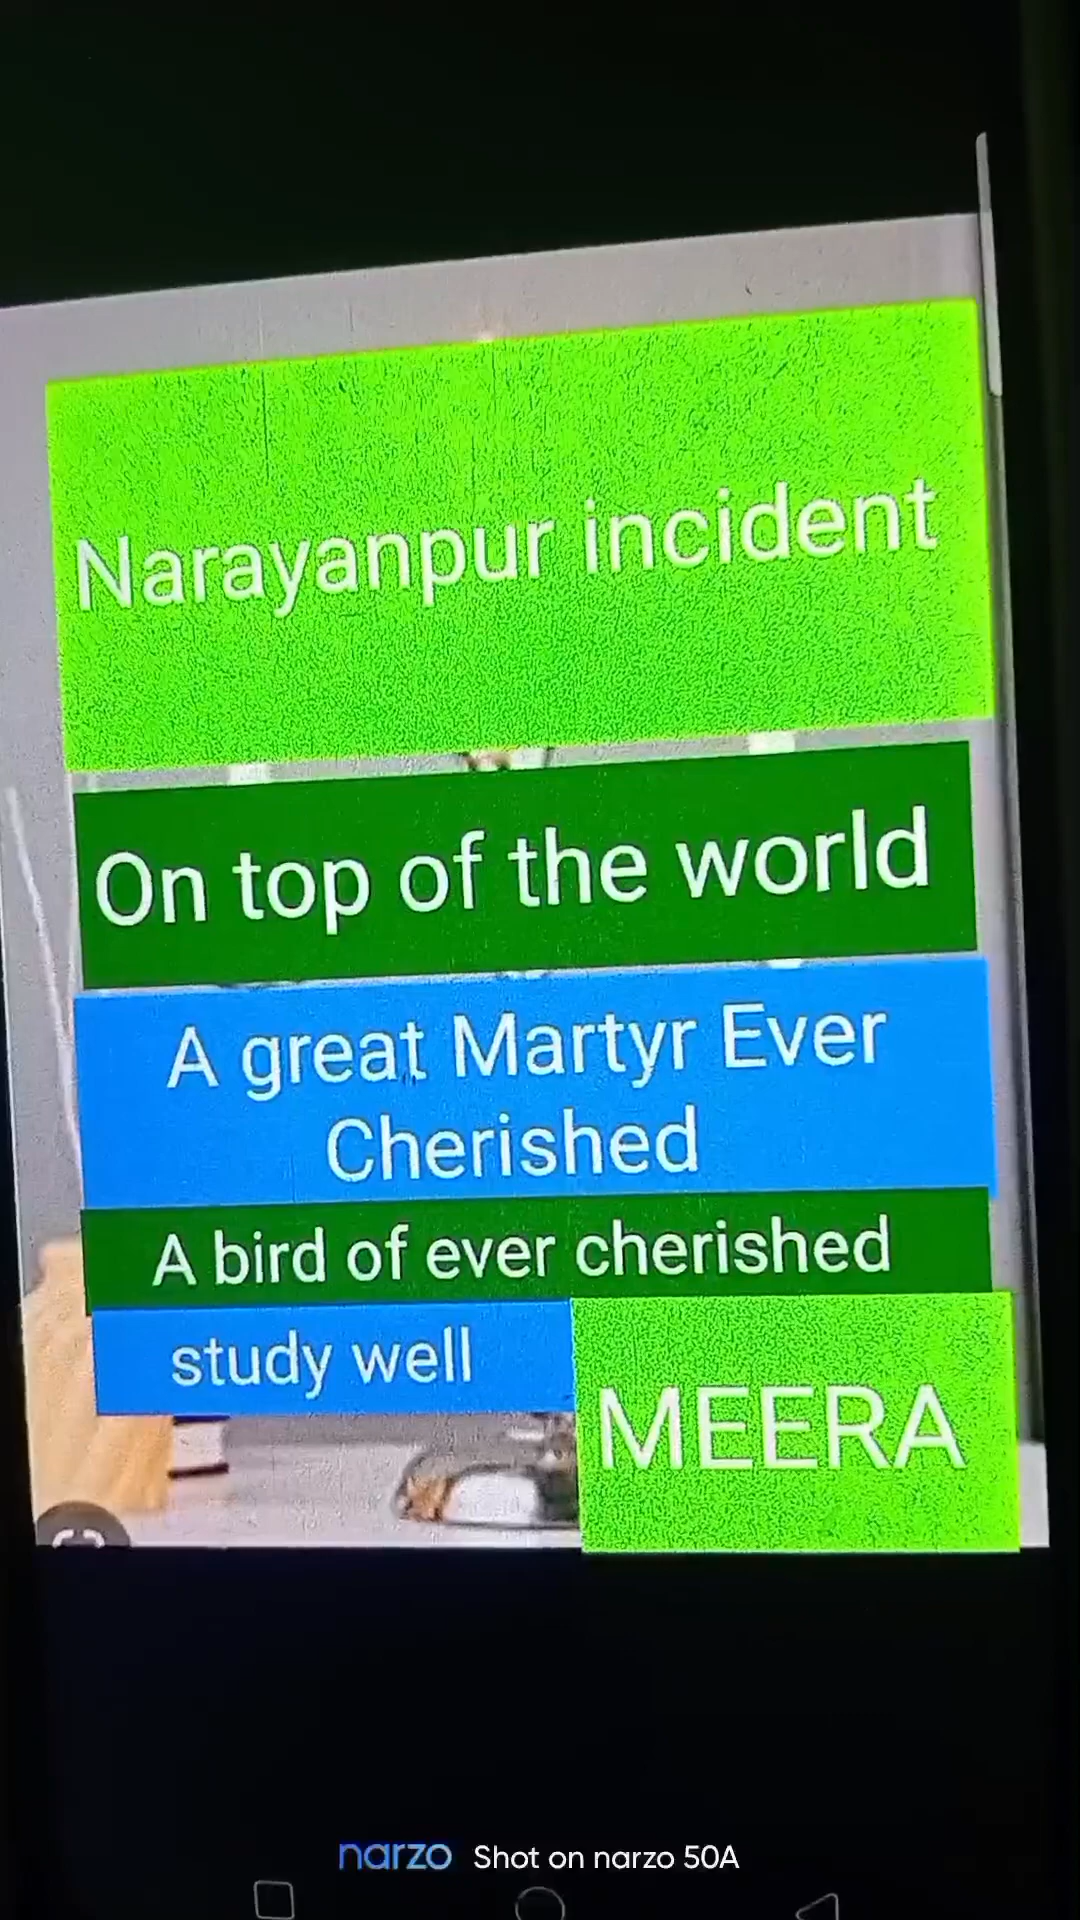 Narayanpur incident
On top of the world
A great Martyr Ever
Cherished
A bird of ever cherished
study well
MEERA
narzo Shot on narzo 50A